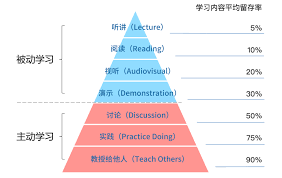 学习内容平均留存率
听讲（Lecture） 5%
阅读（Reading） 10%
视听（Audiovisual） 20%
演示（Demonstration） 30%
被动学习
讨论（Discussion） 50%
实践（Practice Doing） 75%
教授给他人（Teach Others） 90%
主动学习